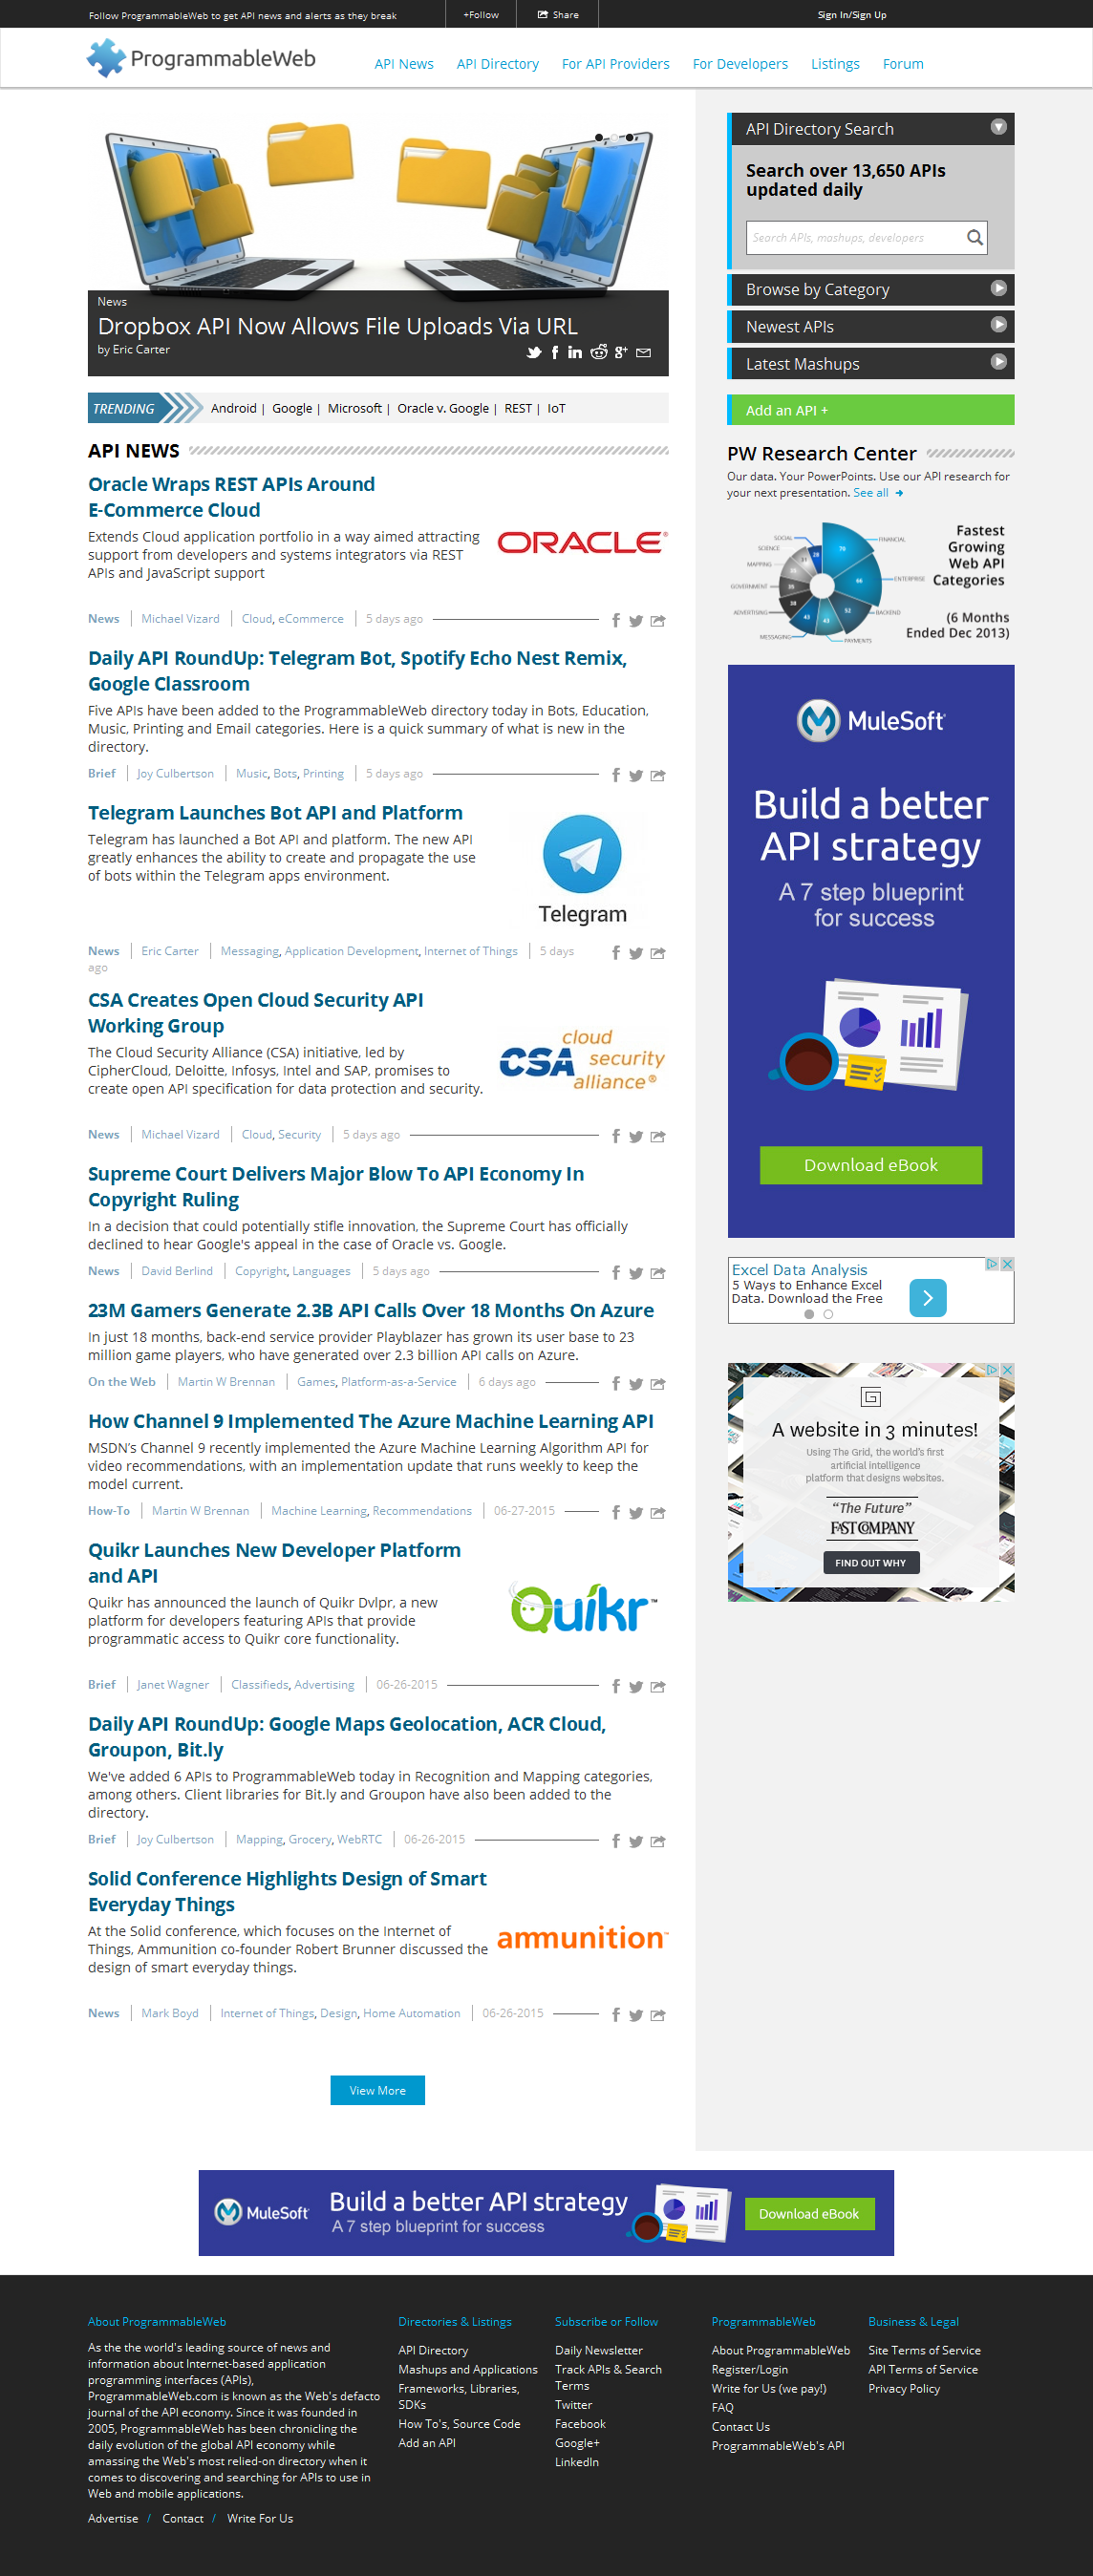 Follow ProgrammableWeb to get API news and alerts as they break
+Follow
Share
Sign In/Sign Up
ProgrammableWeb
API News
API Directory
For API Providers
For Developers
Listings
Forum
News
Dropbox API Now Allows File Uploads Via URL
by Eric Carter
TRENDING
Android | Google | Microsoft | Oracle v. Google | REST | IoT
API NEWS
Oracle Wraps REST APIs Around
E-Commerce Cloud
Extends Cloud application portfolio in a way aimed attracting
support from developers and systems integrators via REST
APIs and JavaScript support
ORACLE®
News | Michael Vizard | Cloud, eCommerce | 5 days ago
Daily API RoundUp: Telegram Bot, Spotify Echo Nest Remix,
Google Classroom
Five APIs have been added to the ProgrammableWeb directory today in Bots, Education,
Music, Printing and Email categories. Here is a quick summary of what is new in the
directory.
Brief | Joy Culbertson | Music, Bots, Printing | 5 days ago
Telegram Launches Bot API and Platform
Telegram has launched a Bot API and platform. The new API
greatly enhances the ability to create and propagate the use
of bots within the Telegram apps environment.
Telegram
News | Eric Carter | Messaging, Application Development, Internet of Things | 5 days
ago
CSA Creates Open Cloud Security API
Working Group
The Cloud Security Alliance (CSA) initiative, led by
CipherCloud, Deloitte, Infosys, Intel and SAP, promises to
create open API specification for data protection and security.
CSA
cloud
security
alliance®
News | Michael Vizard | Cloud, Security | 5 days ago
Supreme Court Delivers Major Blow To API Economy In
Copyright Ruling
In a decision that could potentially stifle innovation, the Supreme Court has officially
declined to hear Google's appeal in the case of Oracle vs. Google.
News | David Berlind | Copyright, Languages | 5 days ago
23M Gamers Generate 2.3B API Calls Over 18 Months On Azure
In just 18 months, back-end service provider Playblazer has grown its user base to 23
million game players, who have generated over 2.3 billion API calls on Azure.
On the Web | Martin W Brennan | Games, Platform-as-a-Service | 6 days ago
How Channel 9 Implemented The Azure Machine Learning API
MSDN’s Channel 9 recently implemented the Azure Machine Learning Algorithm API for
video recommendations, with an implementation update that runs weekly to keep the
model current.
How-To | Martin W Brennan | Machine Learning, Recommendations | 06-27-2015
Quikr Launches New Developer Platform
and API
Quikr has announced the launch of Quikr Dvlpr, a new
platform for developers featuring APIs that provide
programmatic access to Quikr core functionality.
Quikr™
Brief | Janet Wagner | Classifieds, Advertising | 06-26-2015
Daily API RoundUp: Google Maps Geolocation, ACR Cloud,
Groupon, Bit.ly
We've added 6 APIs to ProgrammableWeb today in Recognition and Mapping categories,
among others. Client libraries for Bit.ly and Groupon have also been added to the
directory.
Brief | Joy Culbertson | Mapping, Grocery, WebRTC | 06-26-2015
Solid Conference Highlights Design of Smart
Everyday Things
At the Solid conference, which focuses on the Internet of
Things, Ammunition co-founder Robert Brunner discussed the
design of smart everyday things.
ammunition™
News | Mark Boyd | Internet of Things, Design, Home Automation | 06-26-2015
View More
API Directory Search
Search over 13,650 APIs
updated daily
Search APIs, mashups, developers
Browse by Category
Newest APIs
Latest Mashups
Add an API +
PW Research Center
Our data. Your PowerPoints. Use our API research for
your next presentation. See all
SOCIAL
SCIENCE
MAPPING
GOVERNMENT
ADVERTISING
MESSAGING
PAYMENTS
BACKEND
ENTERPRISE
FINANCIAL
Fastest
Growing
Web API
Categories
(6 Months
Ended Dec 2013)
MuleSoft
Build a better
API strategy
A 7 step blueprint
for success
Download eBook
Excel Data Analysis
5 Ways to Enhance Excel
Data. Download the Free
A website in 3 minutes!
Using The Grid, the world's first
artificial intelligence
platform that designs websites.
“The Future”
FAST COMPANY
FIND OUT WHY
MuleSoft
Build a better API strategy
A 7 step blueprint for success
Download eBook
About ProgrammableWeb
As the the world's leading source of news and
information about Internet-based application
programming interfaces (APIs),
ProgrammableWeb.com is known as the Web's defacto
journal of the API economy. Since it was founded in
2005, ProgrammableWeb has been chronicling the
daily evolution of the global API economy while
amassing the Web's most relied-on directory when it
comes to discovering and searching for APIs to use in
Web and mobile applications.
Advertise / Contact / Write For Us
Directories & Listings
API Directory
Mashups and Applications
Frameworks, Libraries,
SDKs
How To's, Source Code
Add an API
Subscribe or Follow
Daily Newsletter
Track APIs & Search
Terms
Twitter
Facebook
Google+
LinkedIn
ProgrammableWeb
About ProgrammableWeb
Register/Login
Write for Us (we pay!)
FAQ
Contact Us
ProgrammableWeb's API
Business & Legal
Site Terms of Service
API Terms of Service
Privacy Policy